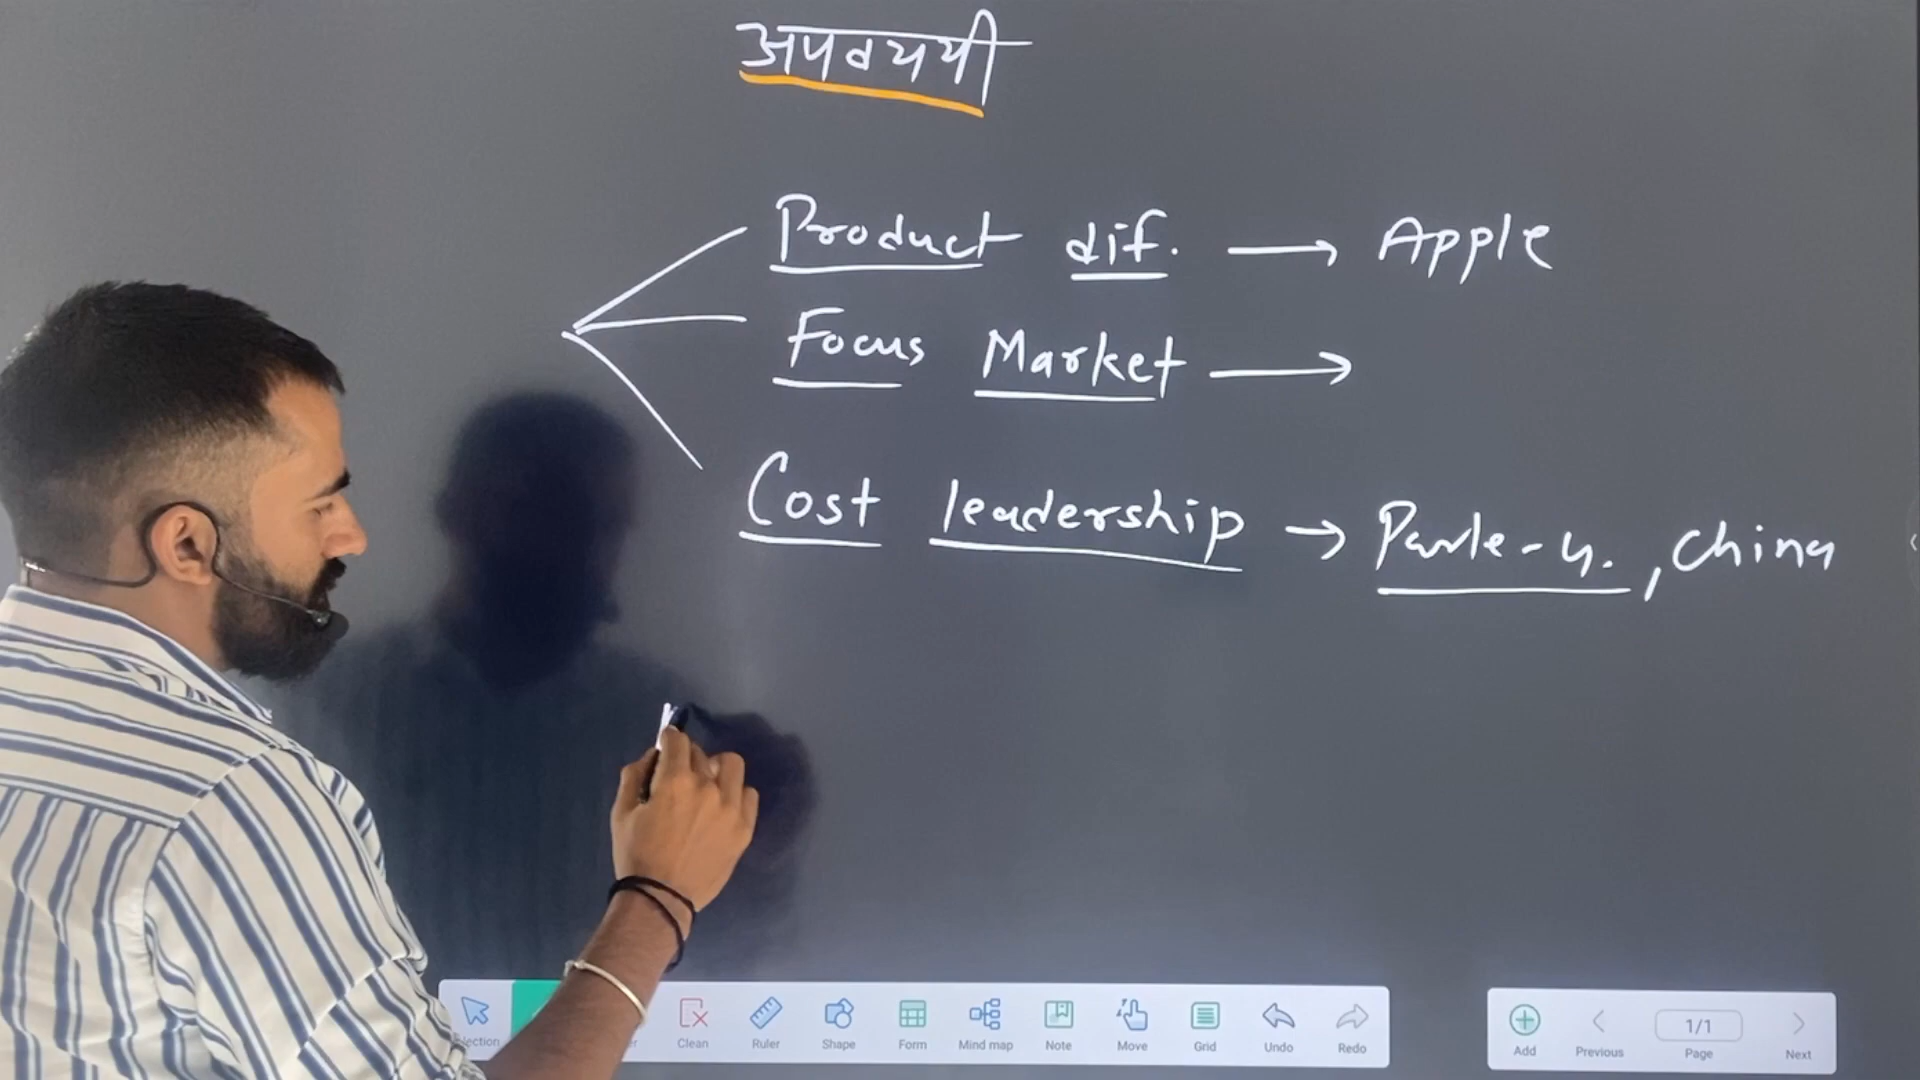 अपवययी
Product dif. → Apple
Focus Market →
Cost leadership → Parle-G., China
Clean
Ruler
Shape
Form
Mind map
Note
Move
Grid
Undo
Redo
Add
Previous
1/1
Page
Next